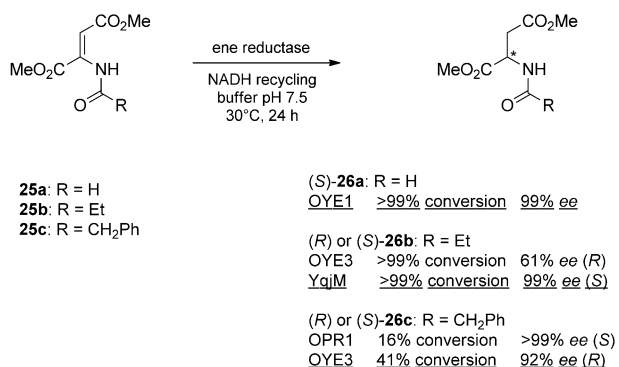 CO₂Me
MeO₂C
NH
O
R
ene reductase
NADH recycling
buffer pH 7.5
30°C, 24 h
CO₂Me
*
MeO₂C
NH
O
R
25a: R = H
25b: R = Et
25c: R = CH₂Ph
(S)-26a: R = H
OYE1 >99% conversion 99% ee
(R) or (S)-26b: R = Et
OYE3 >99% conversion 61% ee (R)
YqjM >99% conversion 99% ee (S)
(R) or (S)-26c: R = CH₂Ph
OPR1 16% conversion >99% ee (S)
OYE3 41% conversion 92% ee (R)